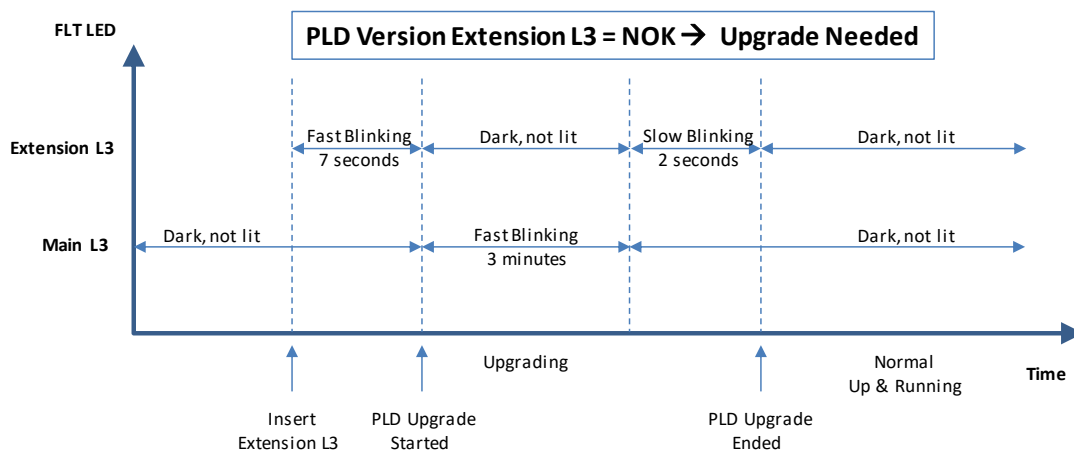 FLT LED
PLD Version Extension L3 = NOK → Upgrade Needed
Extension L3
Fast Blinking
7 seconds
Dark, not lit
Slow Blinking
2 seconds
Dark, not lit
Main L3
Dark, not lit
Fast Blinking
3 minutes
Dark, not lit
Upgrading
Normal
Up & Running
Time
Insert
Extension L3
PLD Upgrade
Started
PLD Upgrade
Ended